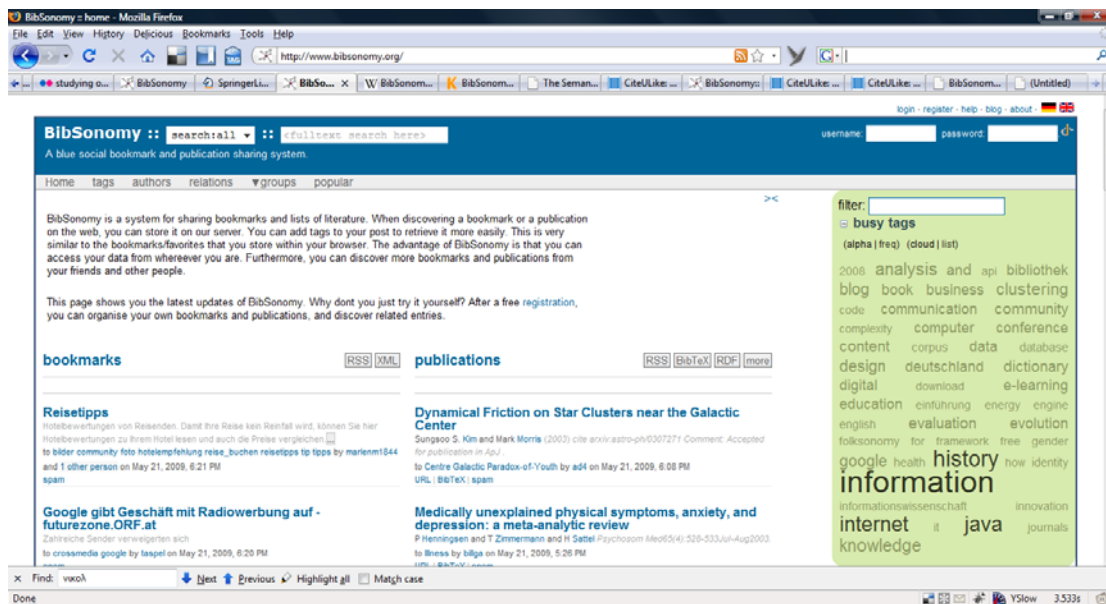 BibSonomy :: home - Mozilla Firefox
File Edit View History Delicious Bookmarks Tools Help
http://www.bibsonomy.org/
studying o... BibSonomy SpringerLi... BibSo... BibSonom... BibSonom... The Seman... CiteULike: ... BibSonomy:: CiteULike: ... CiteULike: ... BibSonom... (Untitled)
login · register · help · blog · about ·
BibSonomy :: search:all :: <fulltext search here> username: password:
A blue social bookmark and publication sharing system.
Home tags authors relations ▾groups popular
><
BibSonomy is a system for sharing bookmarks and lists of literature. When discovering a bookmark or a publication
on the web, you can store it on our server. You can add tags to your post to retrieve it more easily. This is very
similar to the bookmarks/favorites that you store within your browser. The advantage of BibSonomy is that you can
access your data from whereever you are. Furthermore, you can discover more bookmarks and publications from
your friends and other people.
This page shows you the latest updates of BibSonomy. Why dont you just try it yourself? After a free registration,
you can organise your own bookmarks and publications, and discover related entries.
bookmarks RSS XML
Reisetipps
Hotelbewertungen von Reisenden. Damit Ihre Reise kein Reinfall wird, können Sie hier
Hotelbewertungen zu Ihrem Hotel lesen und auch die Preise vergleichen.
to bilder community foto hotelempfehlung reise_buchen reisetipps tip tipps by marlenm1844
and 1 other person on May 21, 2009, 6:21 PM
spam
Google gibt Geschäft mit Radiowerbung auf -
futurezone.ORF.at
Zahlreiche Sender verweigerten sich
to crossmedia google by taspel on May 21, 2009, 6:20 PM
spam
publications RSS BibTeX RDF more
Dynamical Friction on Star Clusters near the Galactic
Center
Sungsoo S. Kim and Mark Morris (2003) cite arxiv:astro-ph/0307271 Comment: Accepted
for publication in ApJ .
to Centre Galactic Paradox-of-Youth by ad4 on May 21, 2009, 6:08 PM
URL | BibTeX | spam
Medically unexplained physical symptoms, anxiety, and
depression: a meta-analytic review
P Henningsen and T Zimmermann and H Sattel Psychosom Med65(4):528-533Jul-Aug2003.
to Illness by billga on May 21, 2009, 5:26 PM
URL | BibTeX | spam
filter:
busy tags
(alpha | freq) (cloud | list)
2008 analysis and api bibliothek
blog book business clustering
code communication community
complexity computer conference
content corpus data database
design deutschland dictionary
digital download e-learning
education einführung energy engine
english evaluation evolution
folksonomy for framework free gender
google health history how identity
information
informationswissenschaft innovation
internet it java journals
knowledge
Find: νικολ Next Previous Highlight all Match case
Done YSlow 3.533s